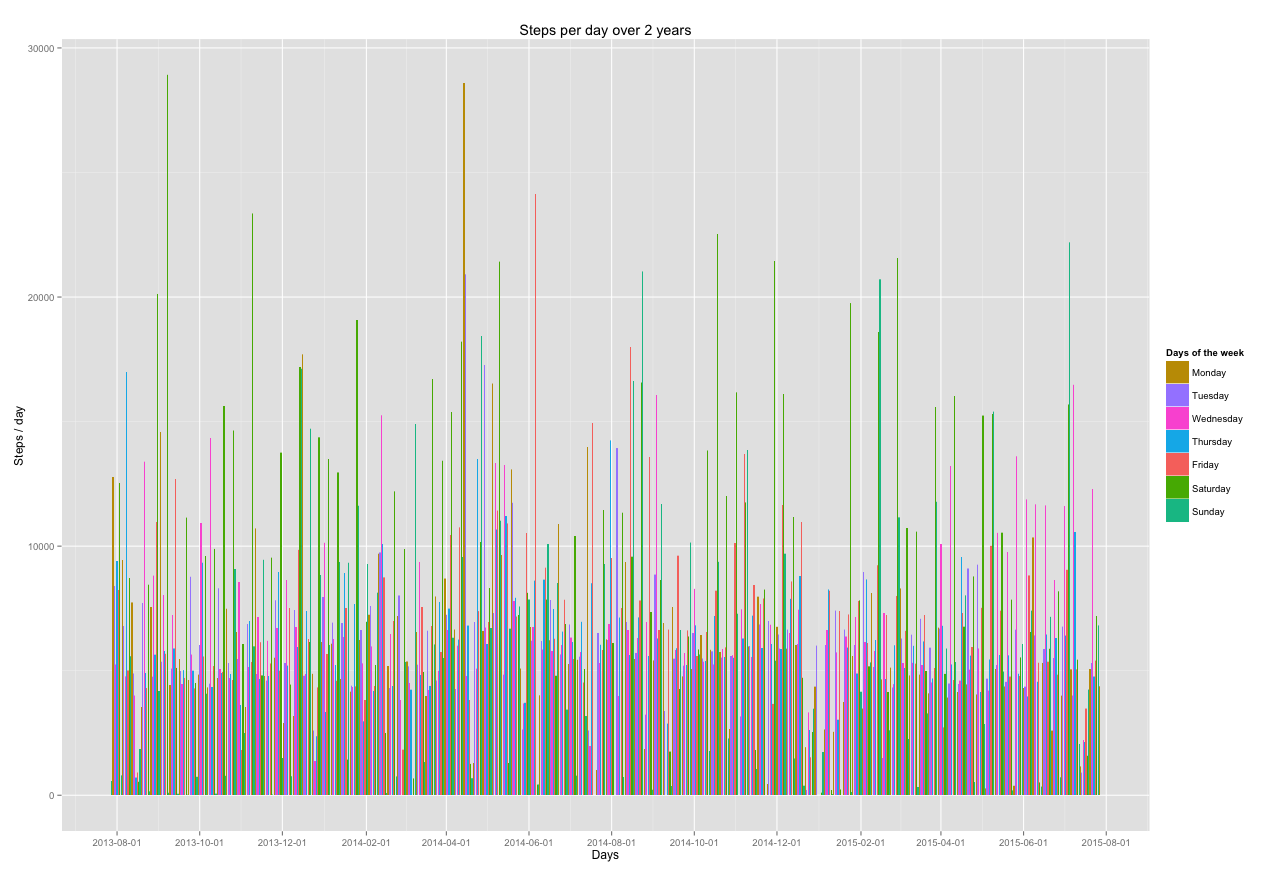 Steps per day over 2 years
30000
20000
10000
0
Steps / day
2013-08-01 2013-10-01 2013-12-01 2014-02-01 2014-04-01 2014-06-01 2014-08-01 2014-10-01 2014-12-01 2015-02-01 2015-04-01 2015-06-01 2015-08-01
Days
Days of the week
Monday
Tuesday
Wednesday
Thursday
Friday
Saturday
Sunday